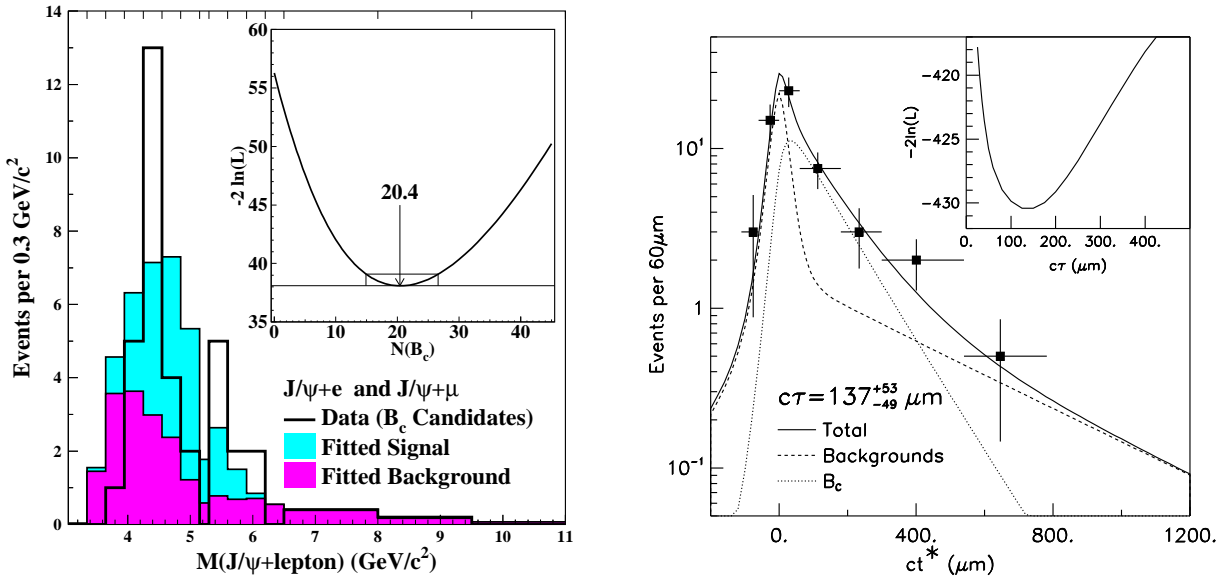 Events per 0.3 GeV/c²
14
12
10
8
6
4
2
0
4 5 6 7 8 9 10 11
M(J/ψ+lepton) (GeV/c²)
-2 ln(L)
60
55
50
45
40
35
0 10 20 30 40
N(B_c)
20.4
J/ψ+e and J/ψ+μ
Data (B_c Candidates)
Fitted Signal
Fitted Background
Events per 60μm
10¹
1
10⁻¹
0. 400. 800. 1200.
ct* (μm)
-2ln(L)
-420
-425
-430
0. 100. 200. 300. 400.
cτ (μm)
cτ=137⁺⁵³₋₄₉ μm
Total
Backgrounds
B_c